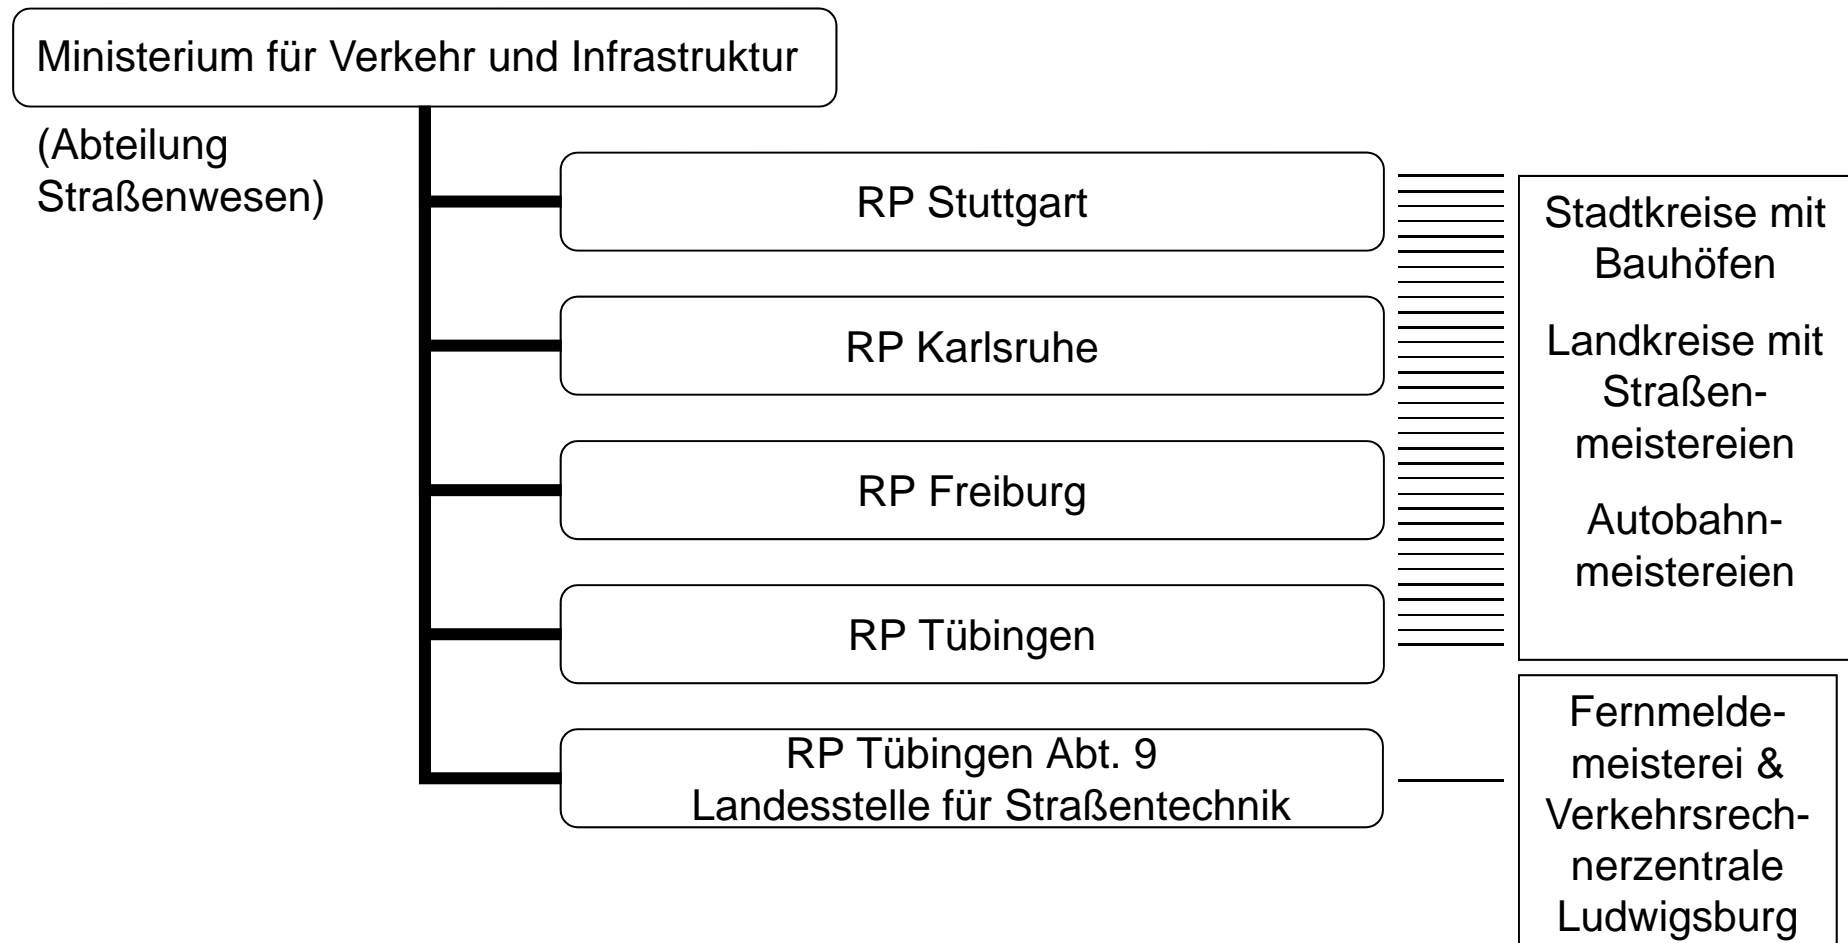 Ministerium für Verkehr und Infrastruktur
(Abteilung
Straßenwesen)
RP Stuttgart
RP Karlsruhe
RP Freiburg
RP Tübingen
RP Tübingen Abt. 9
Landesstelle für Straßentechnik
Stadtkreise mit
Bauhöfen
Landkreise mit
Straßen-
meistereien
Autobahn-
meistereien
Fernmelde-
meisterei &
Verkehrsrech-
nerzentrale
Ludwigsburg